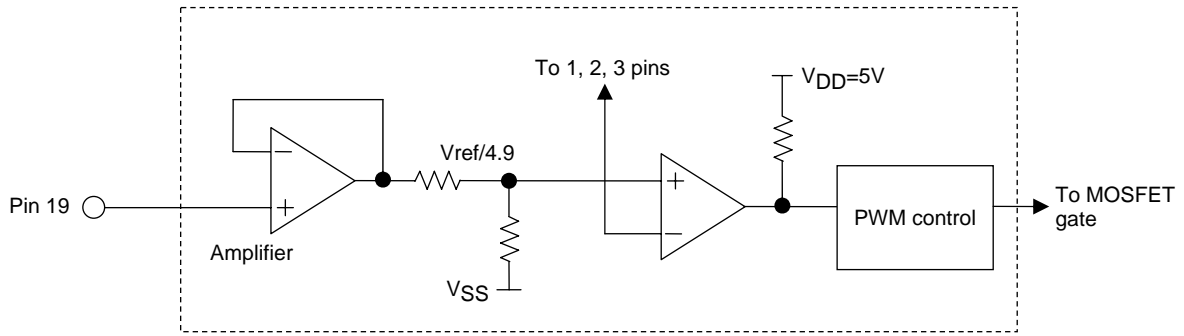 To 1, 2, 3 pins
VDD=5V
Vref/4.9
−
+
+
−
Pin 19
Amplifier
VSS
PWM control
To MOSFET
gate